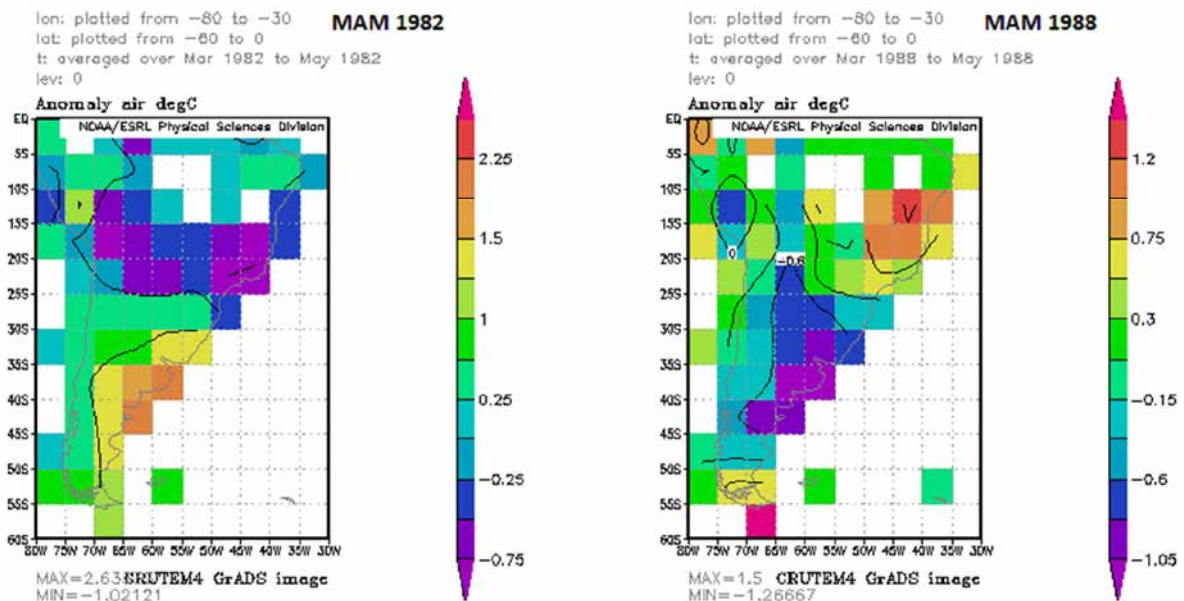 lon: plotted from -80 to -30
MAM 1982
lat: plotted from -60 to 0
t: averaged over Mar 1982 to May 1982
lev: 0
Anomaly air degC
NOAA/ESRL Physical Sciences Division
EQ
5S
10S
15S
20S
25S
30S
35S
40S
45S
50S
55S
60S
80W 75W 70W 65W 60W 55W 50W 45W 40W 35W 30W
2.25
1.5
1
0.25
-0.25
-0.75
MAX=2.63
CRUTEM4 GrADS image
MIN=-1.02121
lon: plotted from -80 to -30
MAM 1988
lat: plotted from -60 to 0
t: averaged over Mar 1988 to May 1988
lev: 0
Anomaly air degC
NOAA/ESRL Physical Sciences Division
EQ
5S
10S
15S
20S
25S
30S
35S
40S
45S
50S
55S
60S
0
-0.6
80W 75W 70W 65W 60W 55W 50W 45W 40W 35W 30W
1.2
0.75
0.3
-0.15
-0.6
-1.05
MAX=1.5 CRUTEM4 GrADS image
MIN=-1.26667